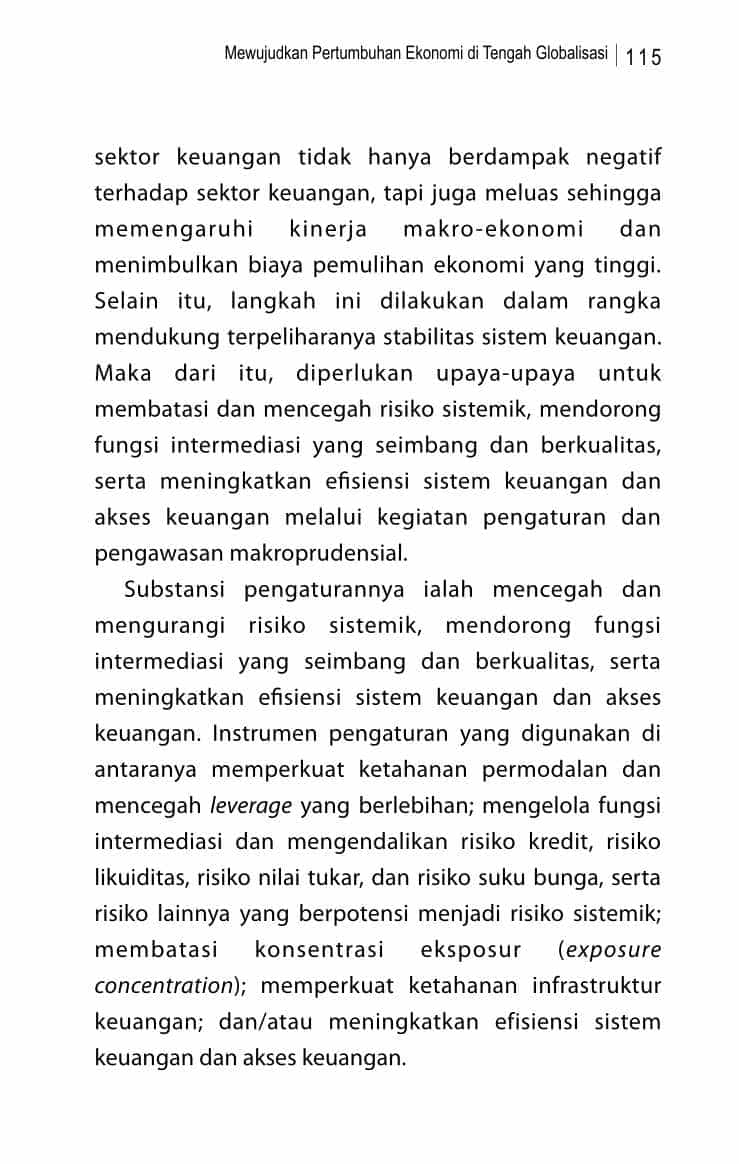 Mewujudkan Pertumbuhan Ekonomi di Tengah Globalisasi | 115
sektor keuangan tidak hanya berdampak negatif
terhadap sektor keuangan, tapi juga meluas sehingga
memengaruhi kinerja makro-ekonomi dan
menimbulkan biaya pemulihan ekonomi yang tinggi.
Selain itu, langkah ini dilakukan dalam rangka
mendukung terpeliharanya stabilitas sistem keuangan.
Maka dari itu, diperlukan upaya-upaya untuk
membatasi dan mencegah risiko sistemik, mendorong
fungsi intermediasi yang seimbang dan berkualitas,
serta meningkatkan efisiensi sistem keuangan dan
akses keuangan melalui kegiatan pengaturan dan
pengawasan makroprudensial.
Substansi pengaturannya ialah mencegah dan
mengurangi risiko sistemik, mendorong fungsi
intermediasi yang seimbang dan berkualitas, serta
meningkatkan efisiensi sistem keuangan dan akses
keuangan. Instrumen pengaturan yang digunakan di
antaranya memperkuat ketahanan permodalan dan
mencegah leverage yang berlebihan; mengelola fungsi
intermediasi dan mengendalikan risiko kredit, risiko
likuiditas, risiko nilai tukar, dan risiko suku bunga, serta
risiko lainnya yang berpotensi menjadi risiko sistemik;
membatasi konsentrasi eksposur (exposure
concentration); memperkuat ketahanan infrastruktur
keuangan; dan/atau meningkatkan efisiensi sistem
keuangan dan akses keuangan.